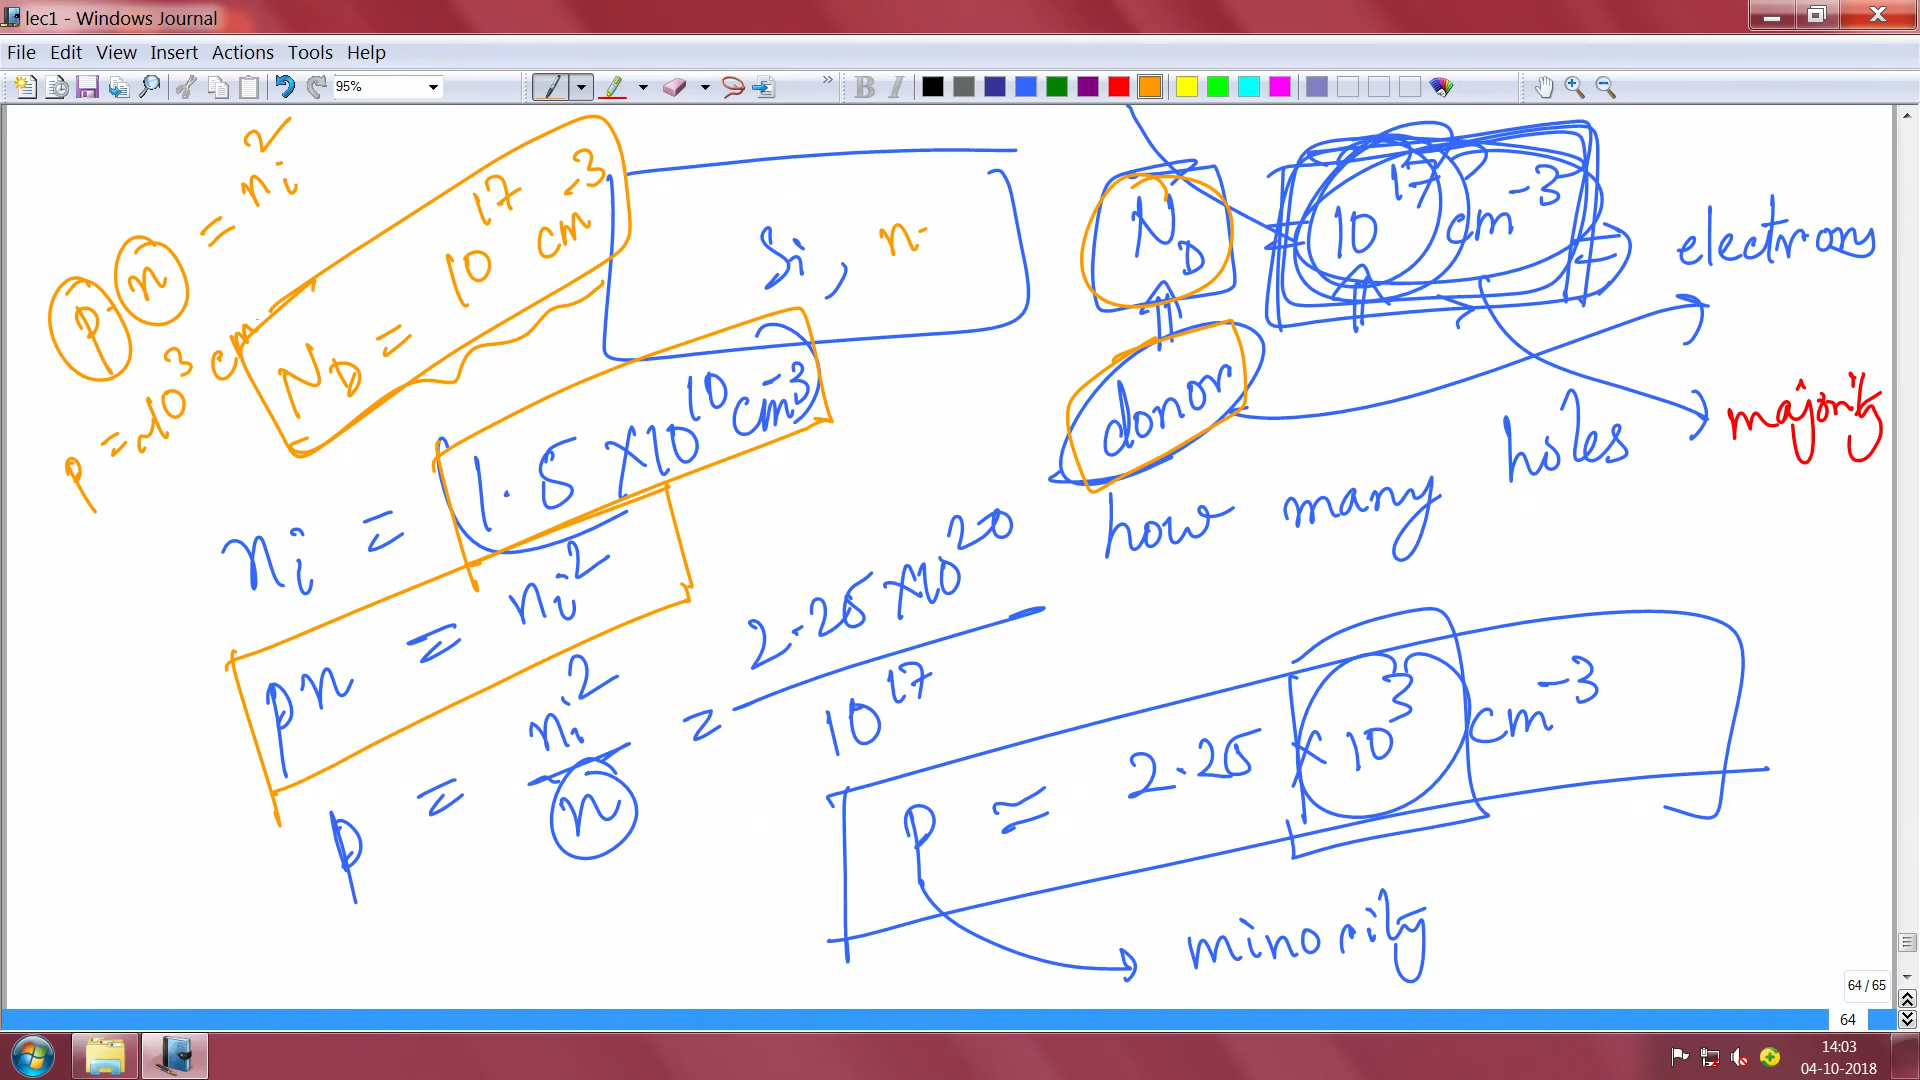 lec1 - Windows Journal
File Edit View Insert Actions Tools Help
95%
pn = ni²
N_D = 10¹⁷ cm⁻³
p = ~10³ cm
Si, n-
N_D = 10¹⁷ cm⁻³ = electrons
donor
majority
how many holes
ni = 1.5 × 10¹⁰ cm⁻³
pn = ni²
p = ni² / n = 2.25 × 10²⁰ / 10¹⁷
p ≈ 2.25 × 10³ cm⁻³
minority
64 / 65
64
14:03
04-10-2018